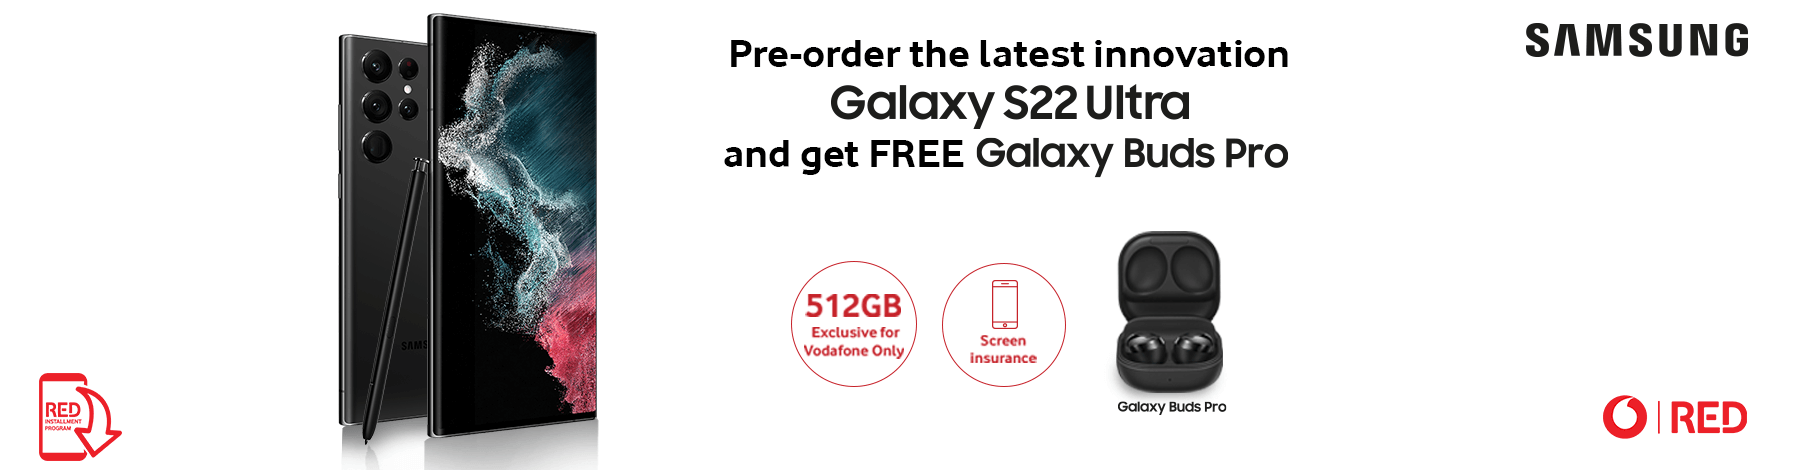 Pre-order the latest innovation
Galaxy S22 Ultra
and get FREE Galaxy Buds Pro
SAMSUNG
512GB
Exclusive for
Vodafone Only
Screen
insurance
Galaxy Buds Pro
SAMS
RED
INSTALLMENT
PROGRAM
RED